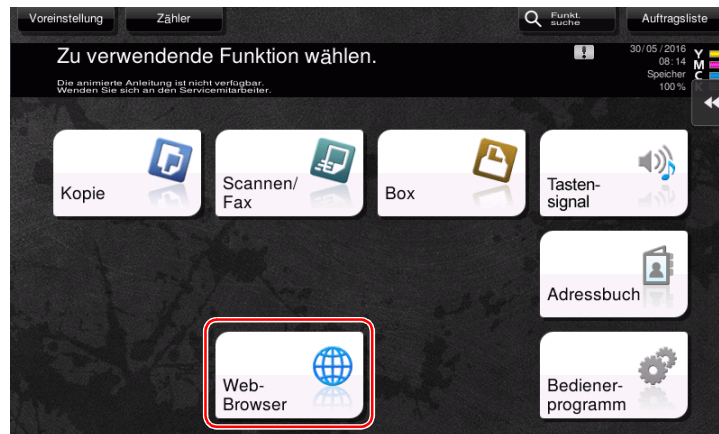 Voreinstellung
Zähler
Funkt.
suche
Auftragsliste
Zu verwendende Funktion wählen.
Die animierte Anleitung ist nicht verfügbar.
Wenden Sie sich an den Servicemitarbeiter.
!
30/05/2016
08:14
Speicher
100 %
Y
M
C
K
Kopie
Scannen/
Fax
Box
Tasten-
signal
Adressbuch
Web-
Browser
Bediener-
programm